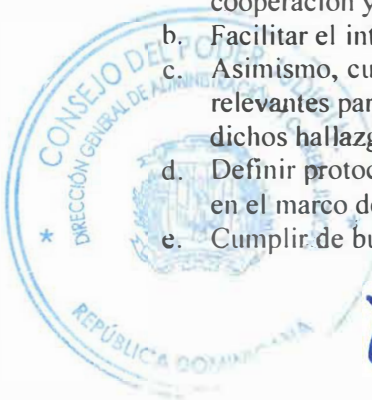 cooperación y
b. Facilitar el int
c. Asimismo, cu
relevantes par
dichos hallazg
d. Definir protoc
en el marco de
e. Cumplir de bu
CONSEJO DEL PODER
DIRECCIÓN GENERAL DE ADMINISTRACIÓN
REPÚBLICA DOMINICANA